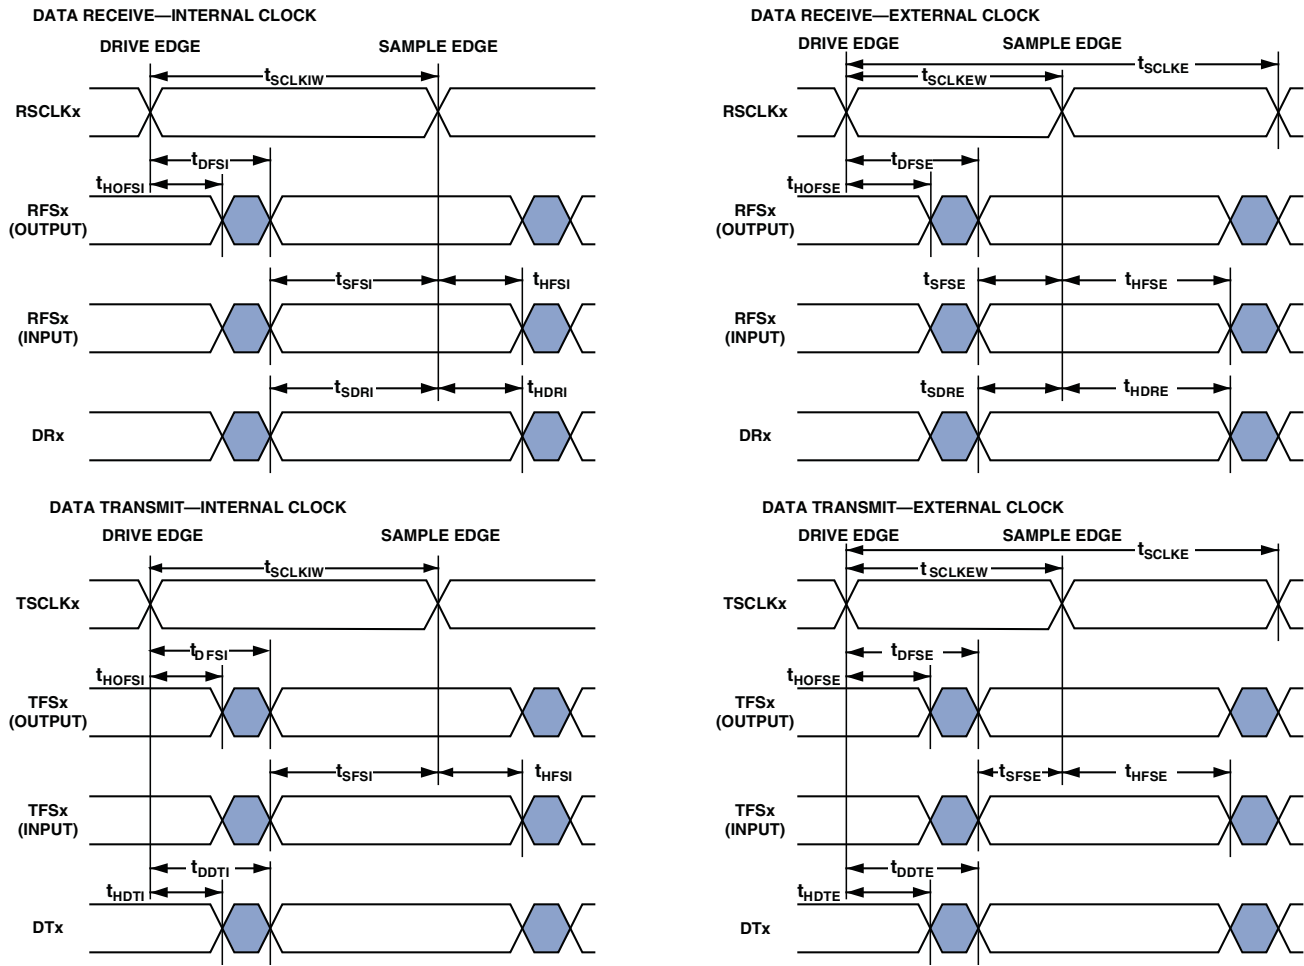 DATA RECEIVE—INTERNAL CLOCK
DRIVE EDGE SAMPLE EDGE
tSCLKIW
RSCLKx
tDFSI
tHOFSI
RFSx
(OUTPUT)
tSFSI tHFSI
RFSx
(INPUT)
tSDRI tHDRI
DRx
DATA RECEIVE—EXTERNAL CLOCK
DRIVE EDGE SAMPLE EDGE
tSCLKE
tSCLKEW
RSCLKx
tDFSE
tHOFSE
RFSx
(OUTPUT)
tSFSE tHFSE
RFSx
(INPUT)
tSDRE tHDRE
DRx
DATA TRANSMIT—INTERNAL CLOCK
DRIVE EDGE SAMPLE EDGE
tSCLKIW
TSCLKx
tDFSI
tHOFSI
TFSx
(OUTPUT)
tSFSI tHFSI
TFSx
(INPUT)
tDDTI
tHDTI
DTx
DATA TRANSMIT—EXTERNAL CLOCK
DRIVE EDGE SAMPLE EDGE
tSCLKE
tSCLKEW
TSCLKx
tDFSE
tHOFSE
TFSx
(OUTPUT)
tSFSE tHFSE
TFSx
(INPUT)
tDDTE
tHDTE
DTx